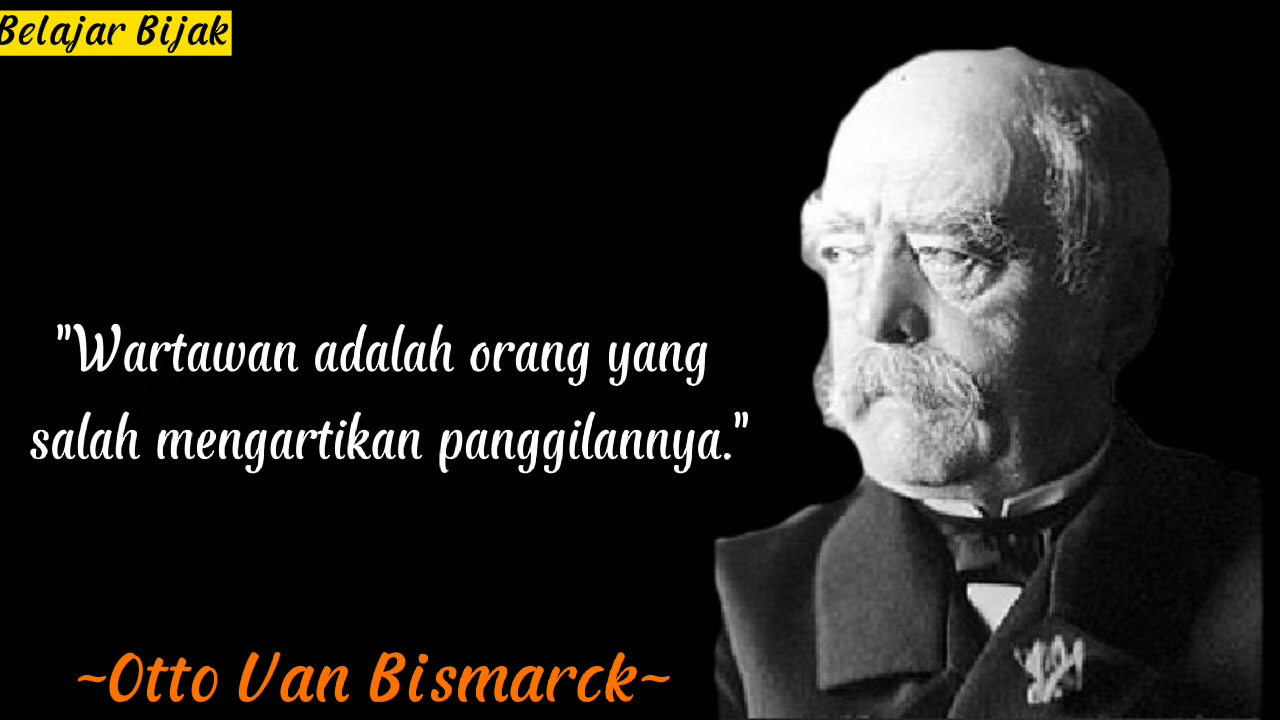 Belajar Bijak
"Wartawan adalah orang yang
salah mengartikan panggilannya."
~Otto Van Bismarck~